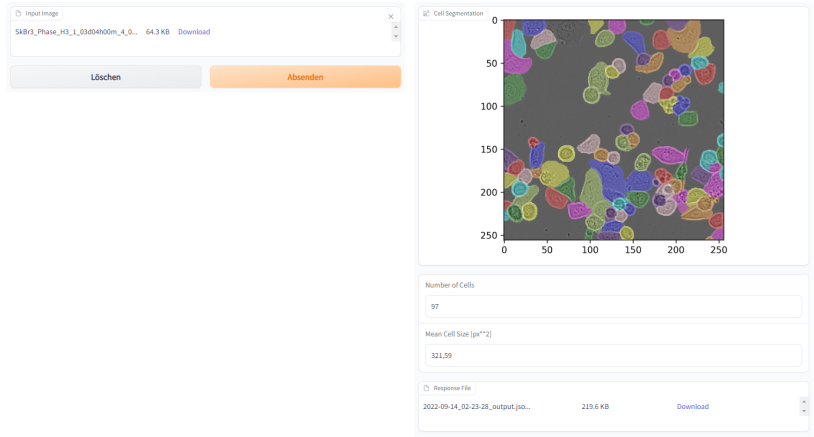 Input Image
SkBr3_Phase_H3_1_03d04h00m_4_0... 64.3 KB Download
Löschen Absenden
Cell Segmentation
0
50
100
150
200
250
0 50 100 150 200 250
Number of Cells
97
Mean Cell Size [px**2]
321,59
Response File
2022-09-14_02-23-28_output.jso... 219.6 KB Download